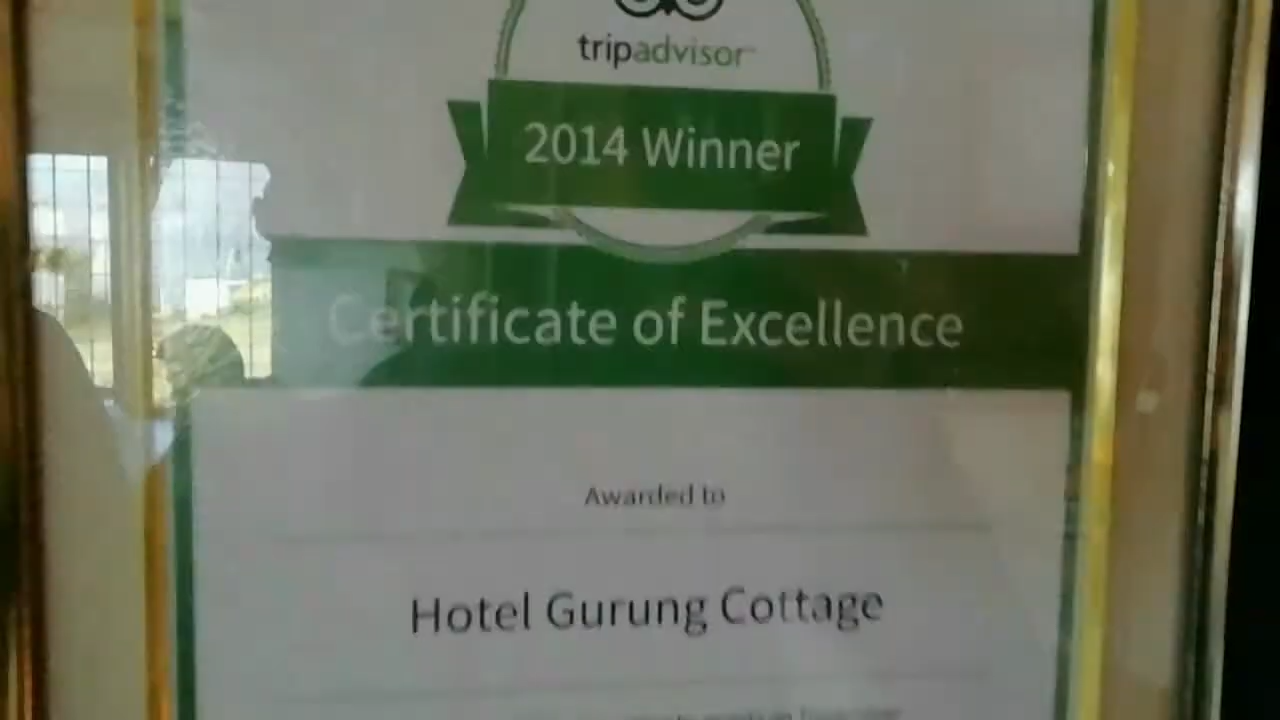 tripadvisor
2014 Winner
Certificate of Excellence
Awarded to
Hotel Gurung Cottage